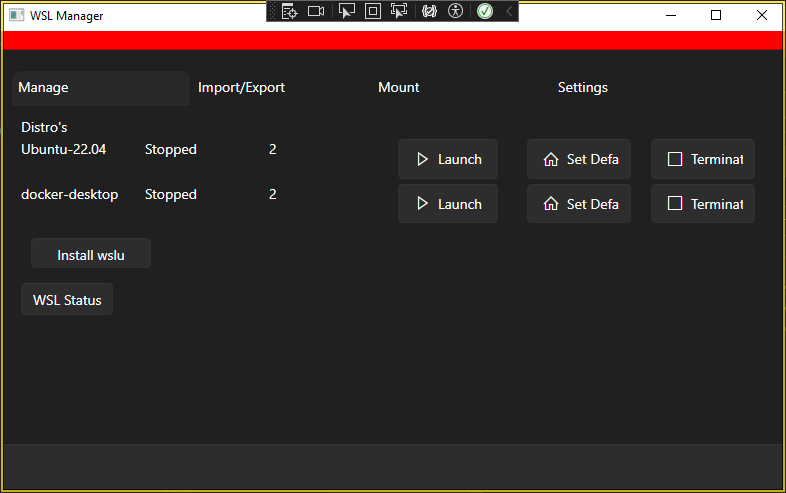 WSL Manager
Manage Import/Export Mount Settings
Distro's
Ubuntu-22.04 Stopped 2 Launch Set Defa Terminat
docker-desktop Stopped 2 Launch Set Defa Terminat
Install wslu
WSL Status